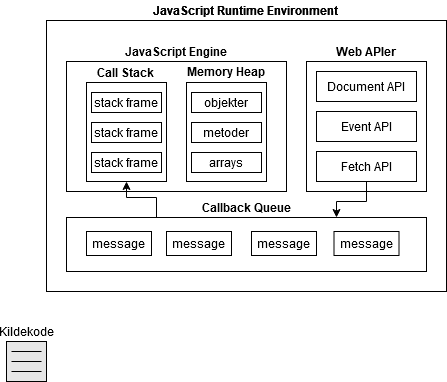 JavaScript Runtime Environment
JavaScript Engine
Web APIer
Call Stack
Memory Heap
stack frame
stack frame
stack frame
objekter
metoder
arrays
Document API
Event API
Fetch API
Callback Queue
message
message
message
message
Kildekode